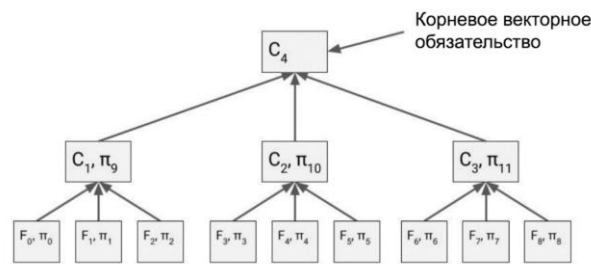 Корневое векторное
обязательство
C₄
C₁, π₉
C₂, π₁₀
C₃, π₁₁
F₀, π₀
F₁, π₁
F₂, π₂
F₃, π₃
F₄, π₄
F₅, π₅
F₆, π₆
F₇, π₇
F₈, π₈